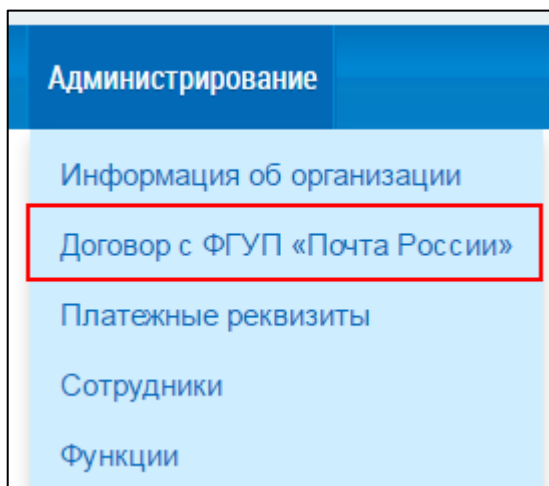 Администрирование
Информация об организации
Договор с ФГУП «Почта России»
Платежные реквизиты
Сотрудники
Функции